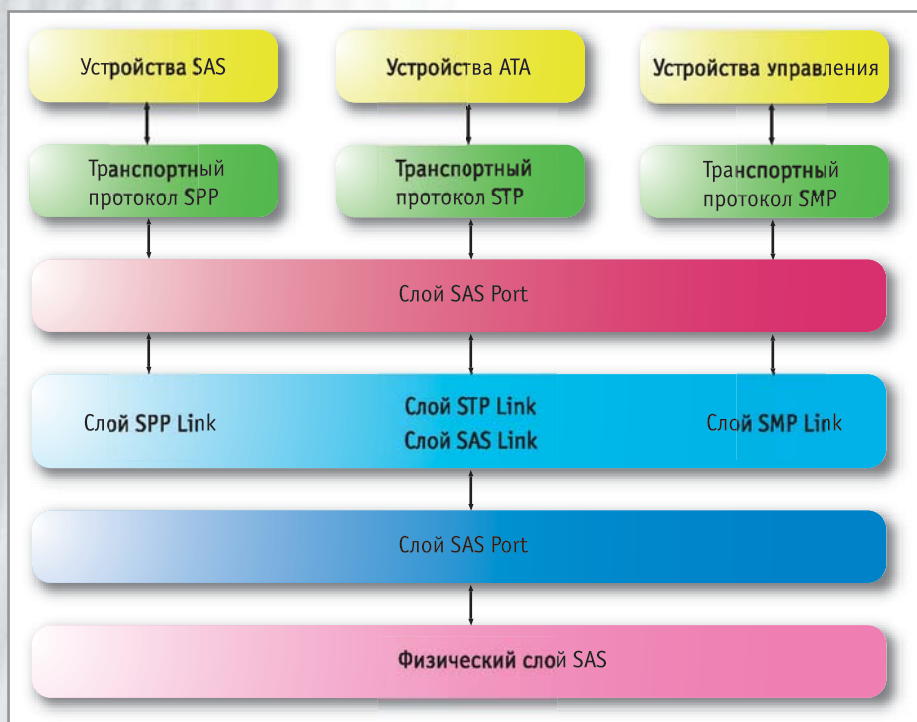 Устройства SAS
Устройства ATA
Устройства управления
Транспортный
протокол SPP
Транспортный
протокол STP
Транспортный
протокол SMP
Слой SAS Port
Слой SPP Link
Слой STP Link
Слой SAS Link
Слой SMP Link
Слой SAS Port
Физический слой SAS